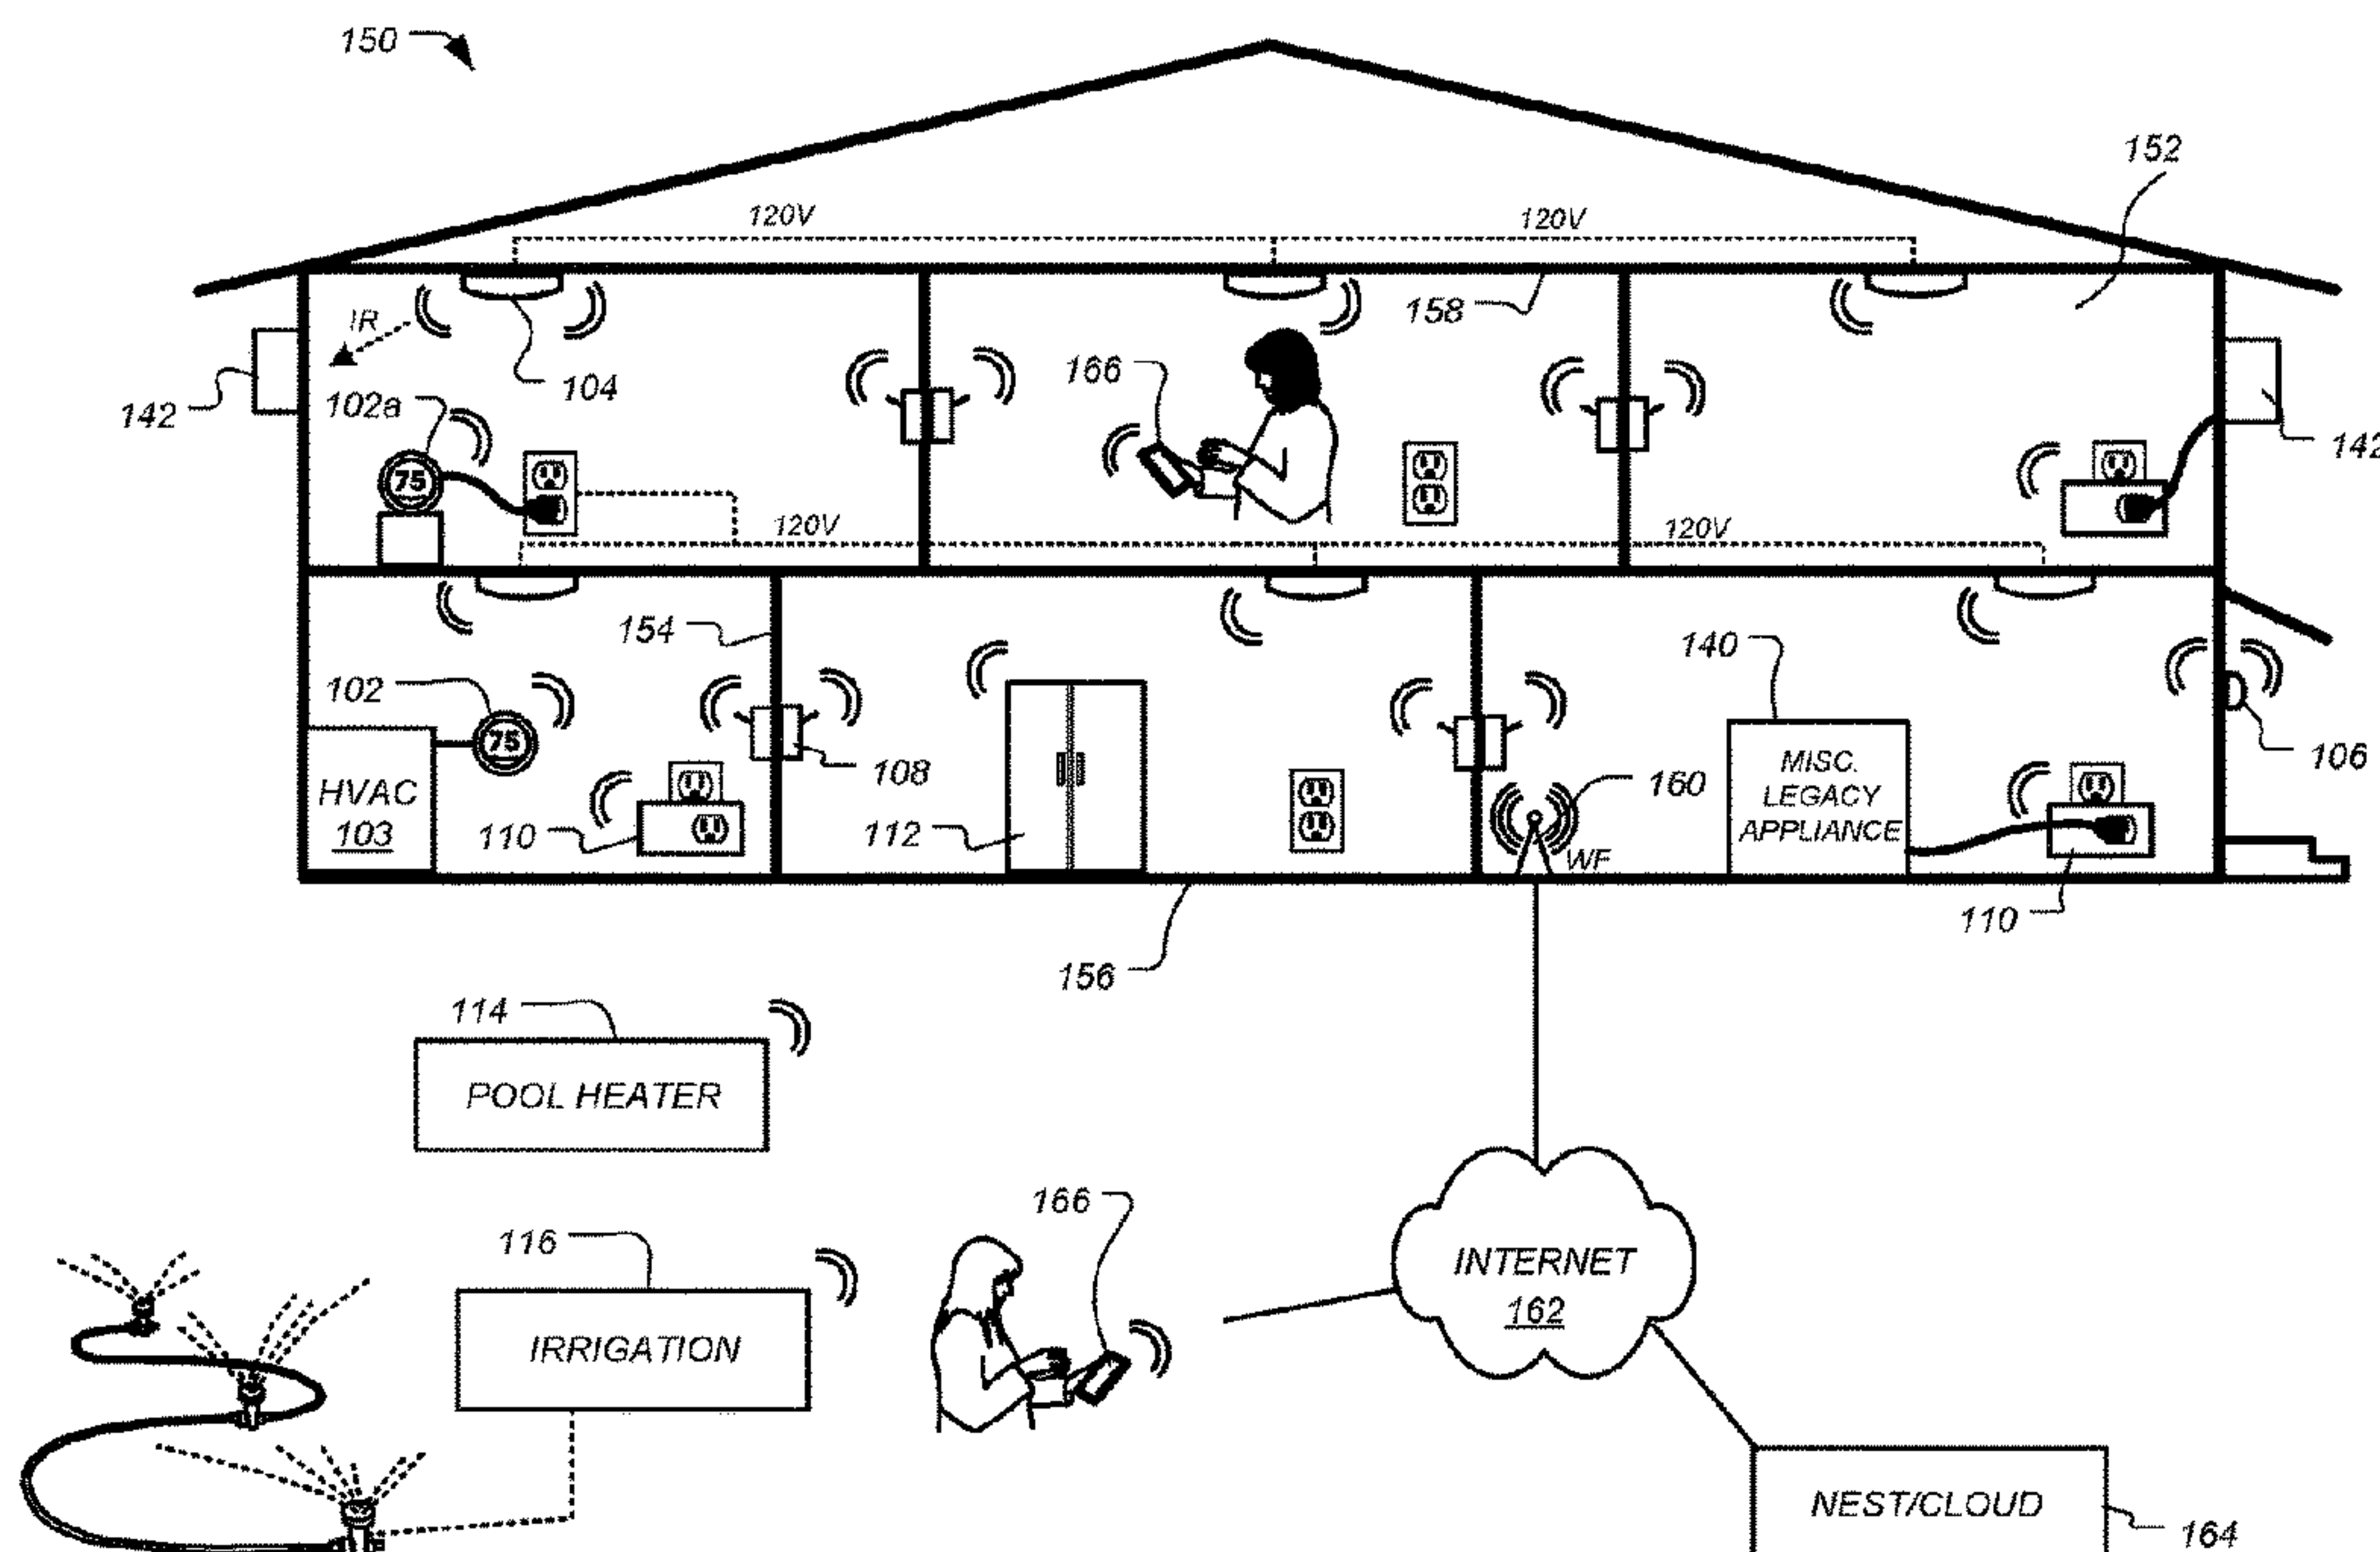 150
152
120V
120V
158
IR
104
166
142
102a
142
75
120V
120V
154
140
102
75
106
HVAC
103
108
MISC.
LEGACY
APPLIANCE
160
110
112
WF
110
156
114
POOL HEATER
166
116
INTERNET
162
IRRIGATION
NEST/CLOUD
164